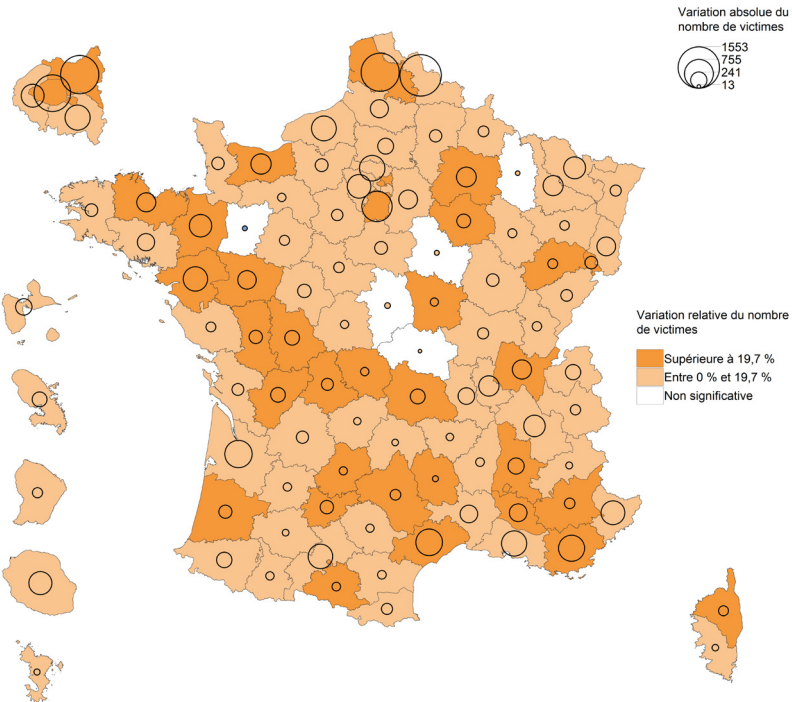 Variation absolue du
nombre de victimes
1553
755
241
13
Variation relative du nombre
de victimes
Supérieure à 19,7 %
Entre 0 % et 19,7 %
Non significative